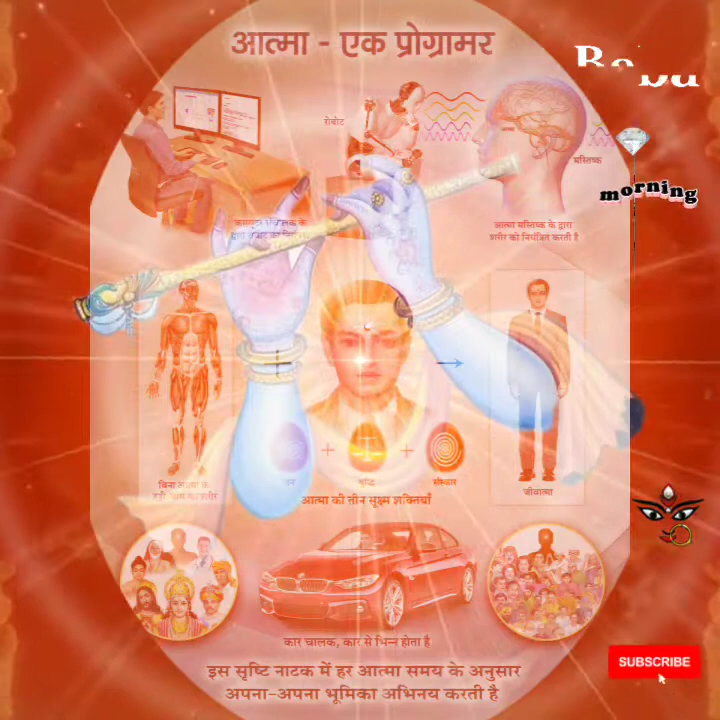 आत्मा - एक प्रोग्रामर
रोबोट
मस्तिष्क
morning
आत्मा मस्तिष्क के द्वारा
शरीर को नियंत्रित करती है
बिना
संस्कार
जीवात्मा
आत्मा की तीन सूक्ष्म शक्तियाँ
कार चालक, कार से भिन्न होता है
इस सृष्टि नाटक में हर आत्मा समय के अनुसार
अपना-अपना भूमिका अभिनय करती है
SUBSCRIBE